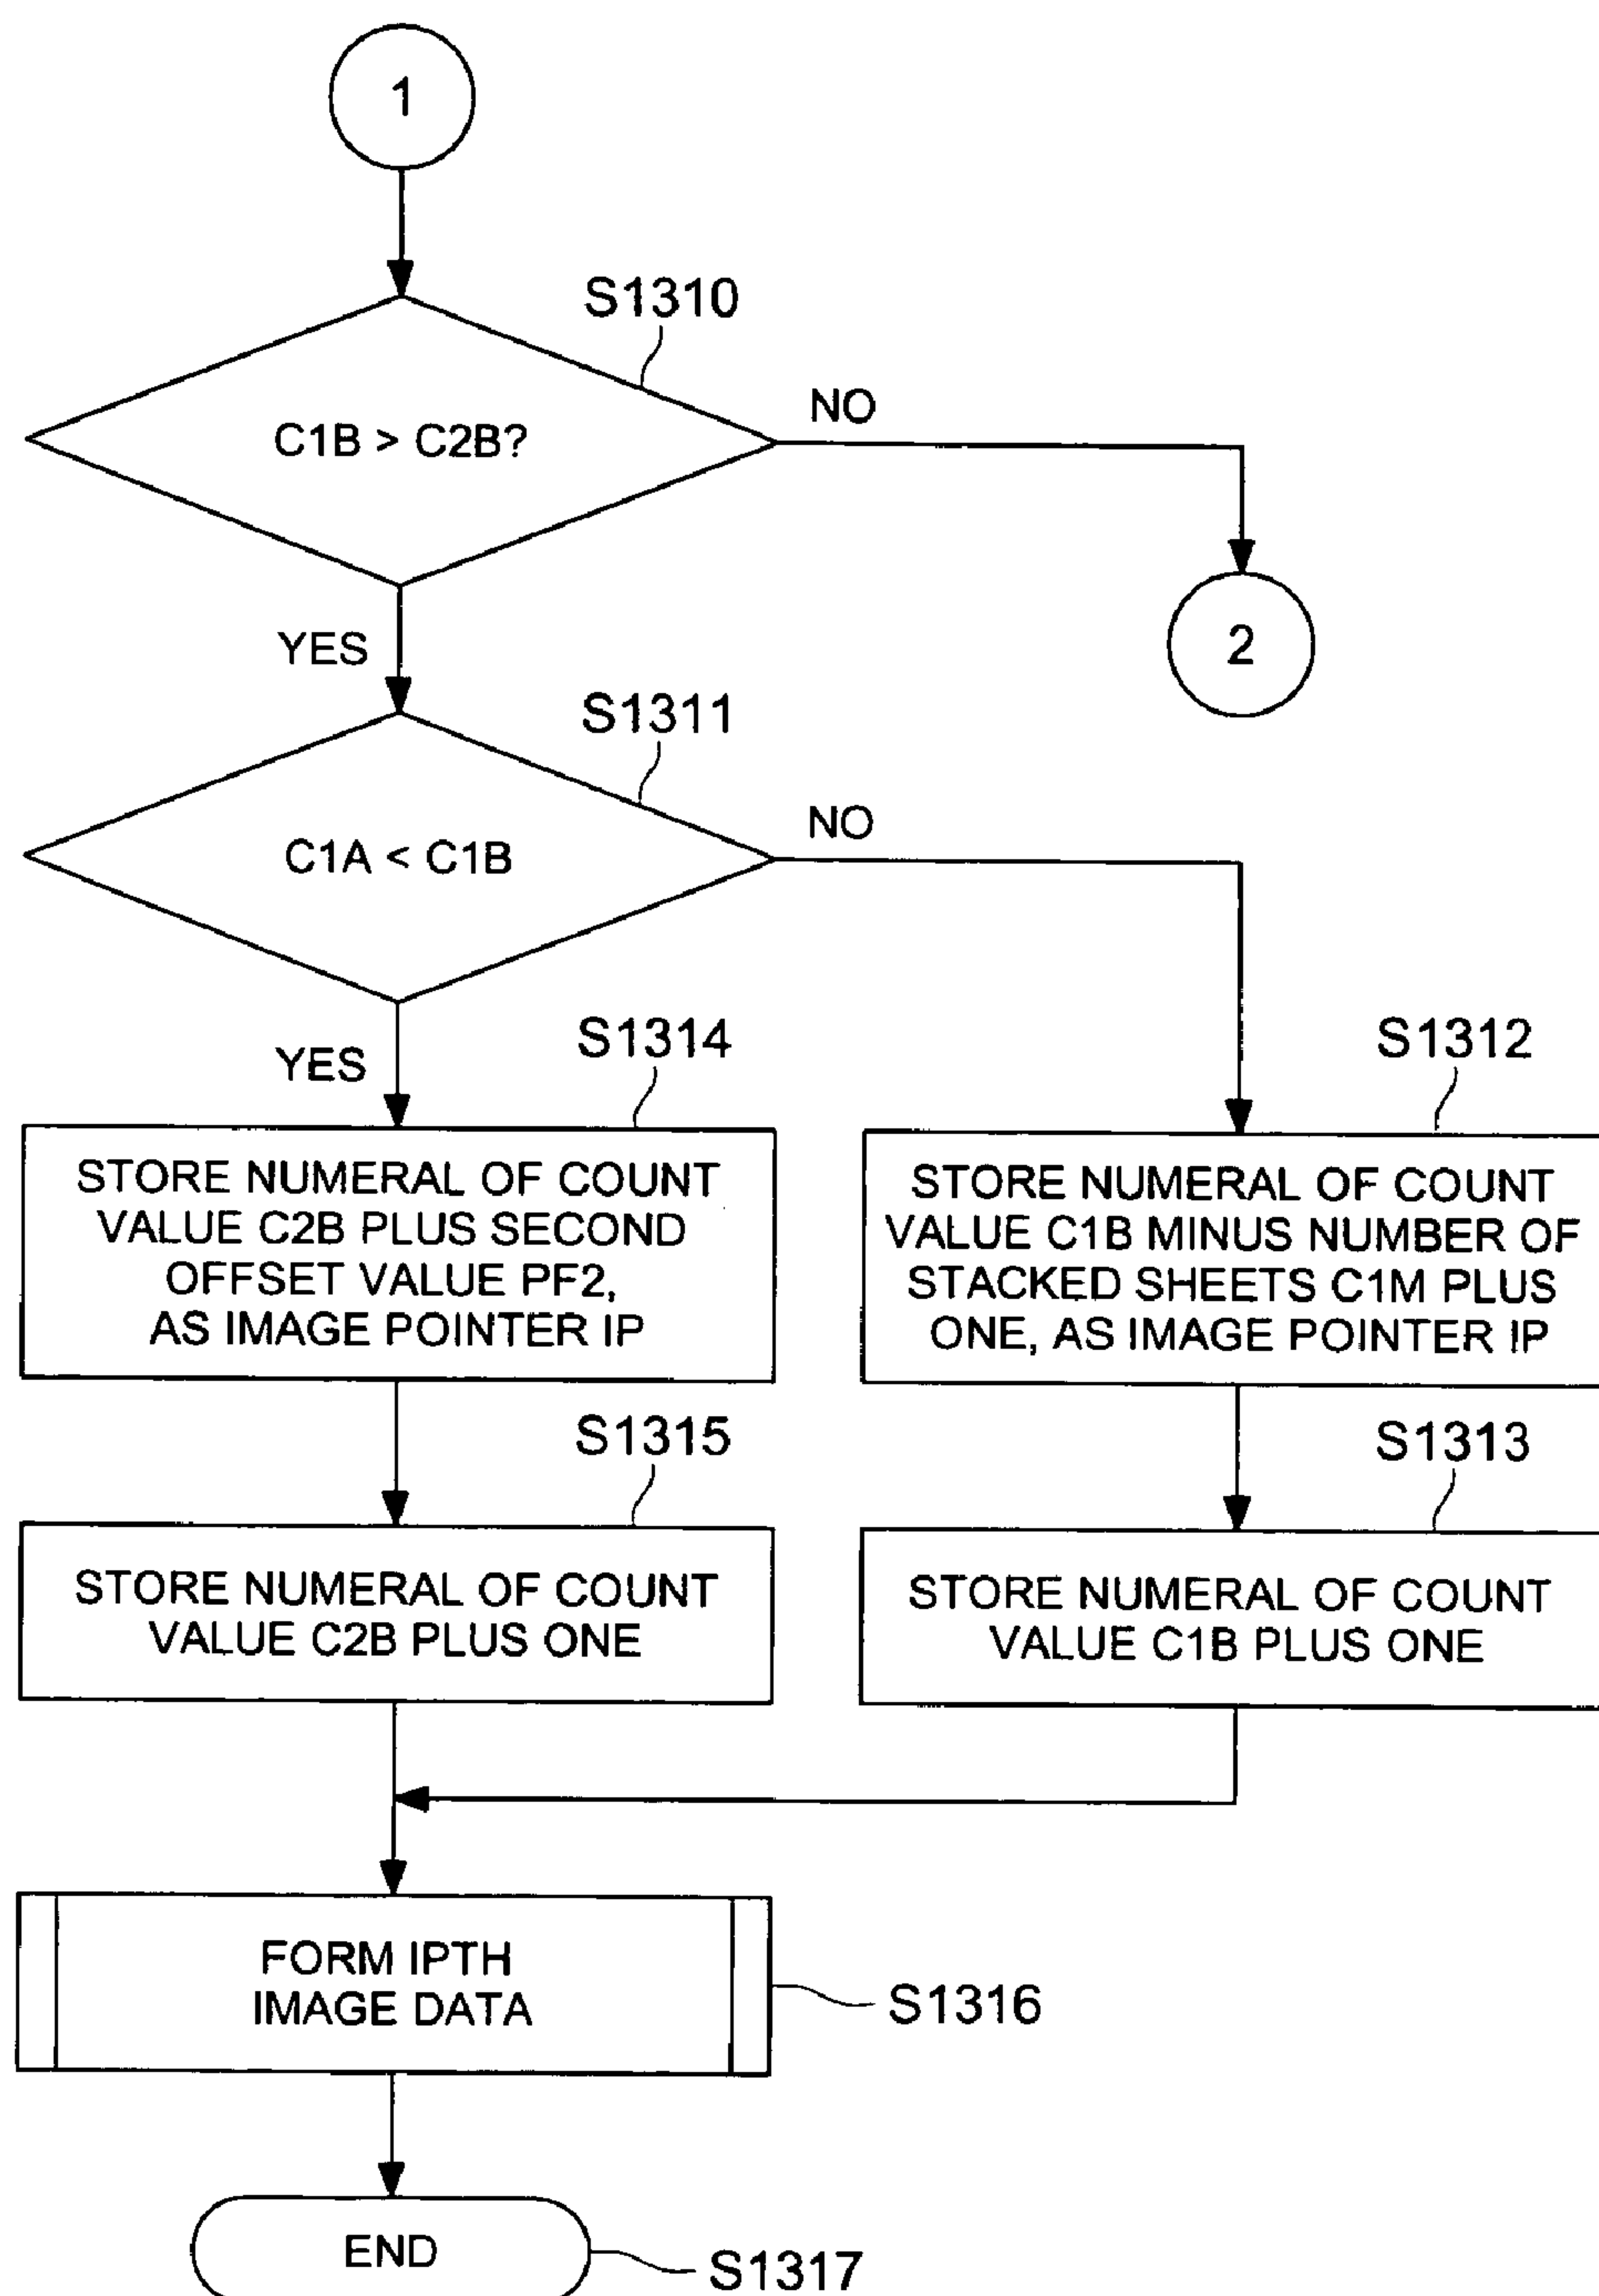 1
S1310
C1B > C2B?
NO
2
YES
S1311
C1A < C1B
NO
YES
S1314
STORE NUMERAL OF COUNT
VALUE C2B PLUS SECOND
OFFSET VALUE PF2,
AS IMAGE POINTER IP
S1312
STORE NUMERAL OF COUNT
VALUE C1B MINUS NUMBER OF
STACKED SHEETS C1M PLUS
ONE, AS IMAGE POINTER IP
S1315
STORE NUMERAL OF COUNT
VALUE C2B PLUS ONE
S1313
STORE NUMERAL OF COUNT
VALUE C1B PLUS ONE
FORM IPTH
IMAGE DATA
S1316
END
S1317